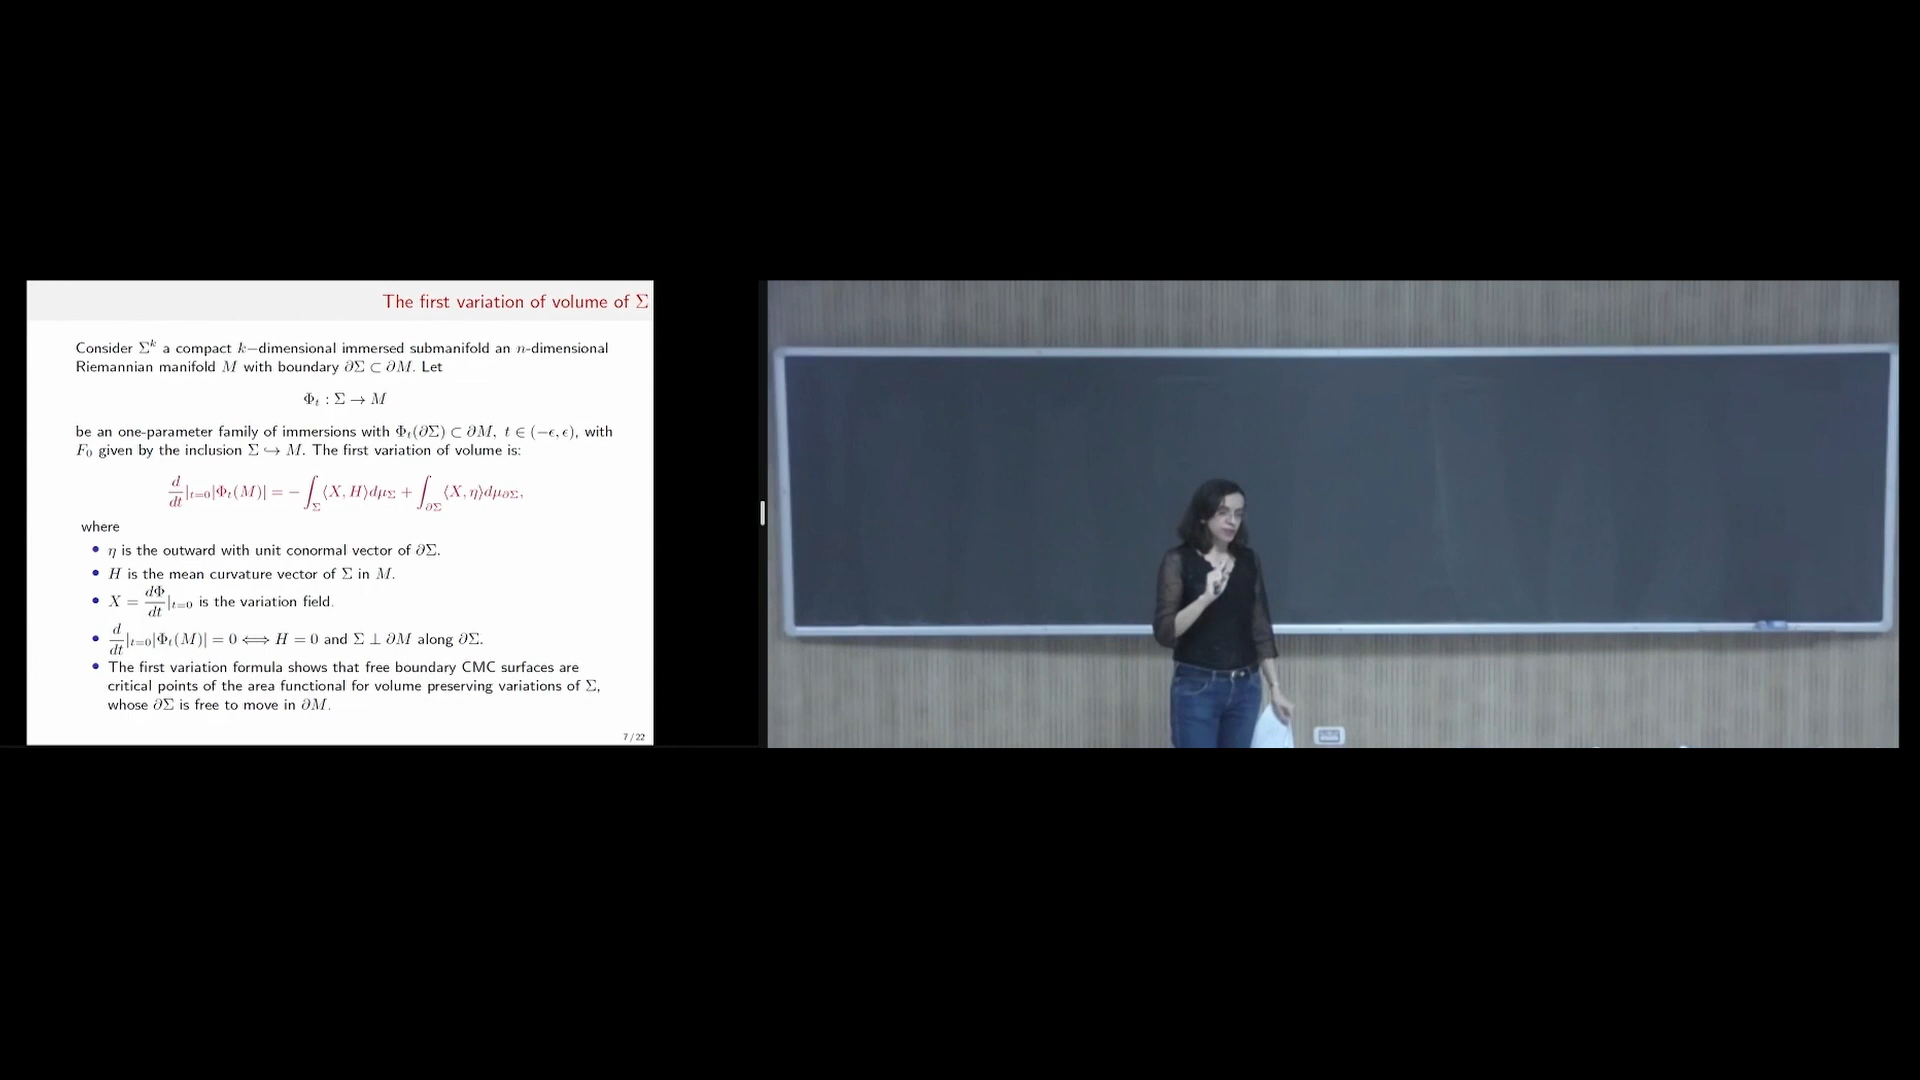 The first variation of volume of Σ
Consider Σ^k a compact k−dimensional immersed submanifold an n-dimensional
Riemannian manifold M with boundary ∂Σ ⊂ ∂M. Let
Φ_t : Σ → M
be an one-parameter family of immersions with Φ_t(∂Σ) ⊂ ∂M, t ∈ (−ϵ, ϵ), with
F_0 given by the inclusion Σ ↪ M. The first variation of volume is:
d/dt|_{t=0}|Φ_t(M)| = − ∫_Σ ⟨X, H⟩dμ_Σ + ∫_{∂Σ} ⟨X, η⟩dμ_{∂Σ},
where
• η is the outward with unit conormal vector of ∂Σ.
• H is the mean curvature vector of Σ in M.
• X = dΦ/dt|_{t=0} is the variation field.
• d/dt|_{t=0}|Φ_t(M)| = 0 ⟺ H = 0 and Σ ⊥ ∂M along ∂Σ.
• The first variation formula shows that free boundary CMC surfaces are
critical points of the area functional for volume preserving variations of Σ,
whose ∂Σ is free to move in ∂M.
7 / 22